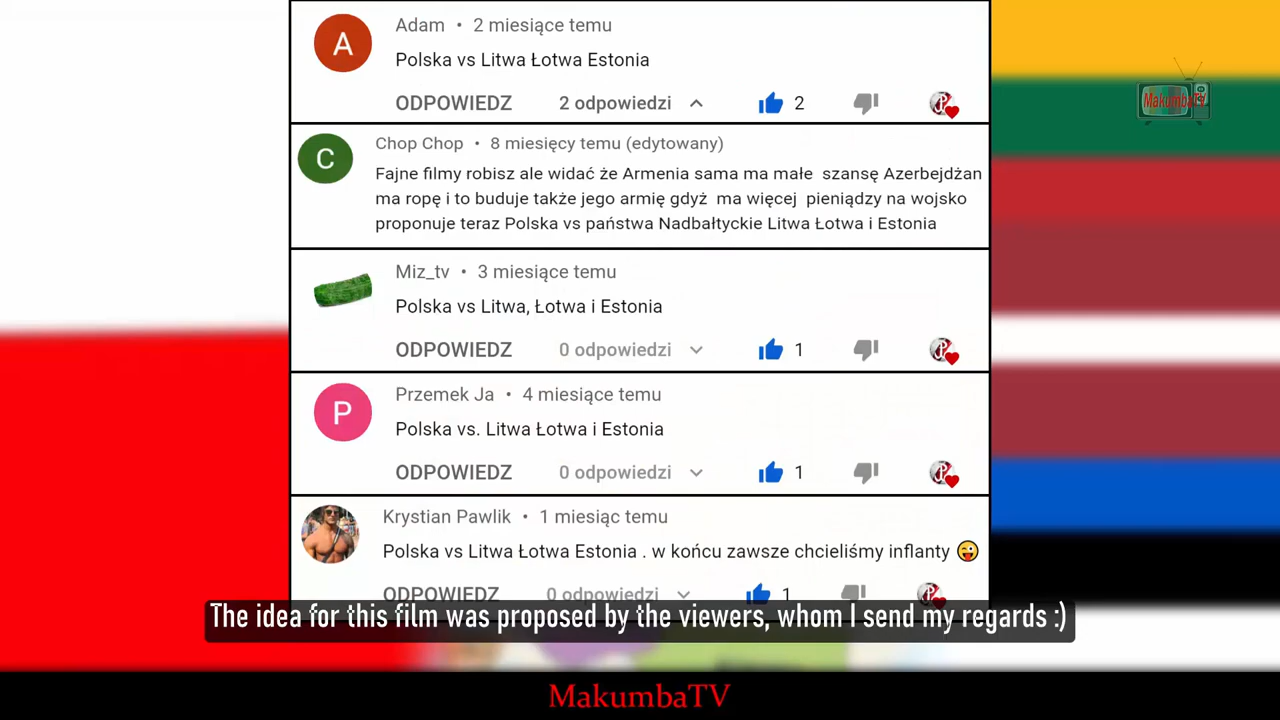 A
Adam • 2 miesiące temu
Polska vs Litwa Łotwa Estonia
ODPOWIEDZ 2 odpowiedzi 2
MakumbaTV
C
Chop Chop • 8 miesięcy temu (edytowany)
Fajne filmy robisz ale widać że Armenia sama ma małe szansę Azerbejdżan
ma ropę i to buduje także jego armię gdyż ma więcej pieniądzy na wojsko
proponuje teraz Polska vs państwa Nadbałtyckie Litwa Łotwa i Estonia
Miz_tv • 3 miesiące temu
Polska vs Litwa, Łotwa i Estonia
ODPOWIEDZ 0 odpowiedzi 1
P
Przemek Ja • 4 miesiące temu
Polska vs. Litwa Łotwa i Estonia
ODPOWIEDZ 0 odpowiedzi 1
Krystian Pawlik • 1 miesiąc temu
Polska vs Litwa Łotwa Estonia . w końcu zawsze chcieliśmy inflanty 😜
ODPOWIEDZ 0 odpowiedzi 1
The idea for this film was proposed by the viewers, whom I send my regards :)
MakumbaTV